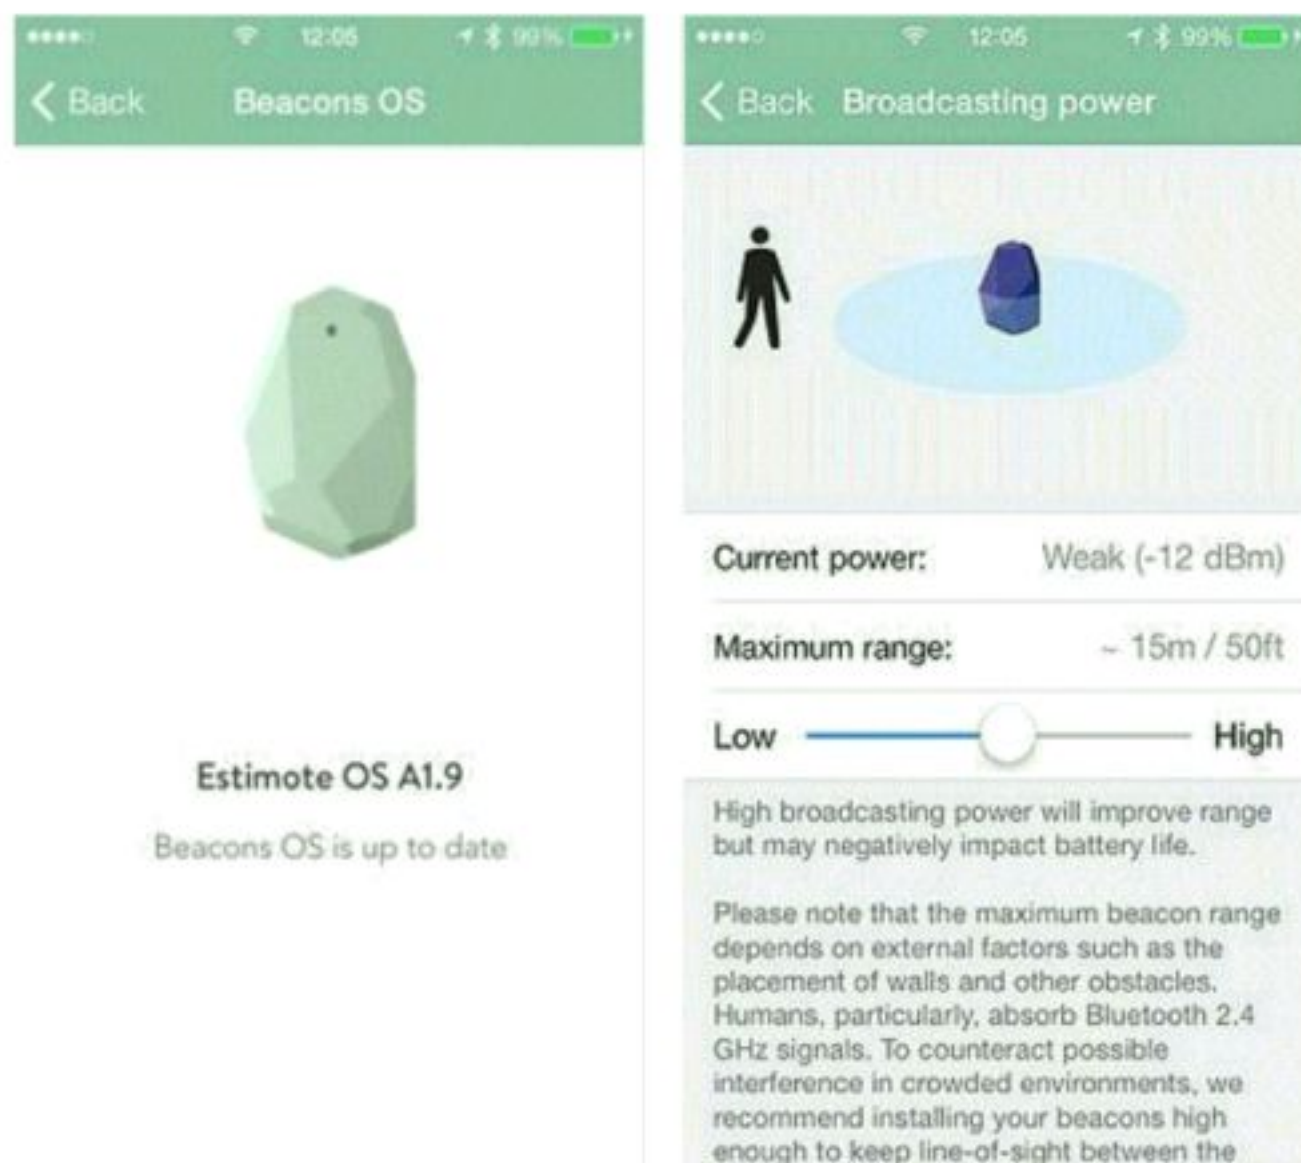 12:05
99%
Back
Beacons OS
Estimote OS A1.9
Beacons OS is up to date
12:05
99%
Back
Broadcasting power
Current power:
Weak (-12 dBm)
Maximum range:
~ 15m / 50ft
Low
High
High broadcasting power will improve range
but may negatively impact battery life.
Please note that the maximum beacon range
depends on external factors such as the
placement of walls and other obstacles.
Humans, particularly, absorb Bluetooth 2.4
GHz signals. To counteract possible
interference in crowded environments, we
recommend installing your beacons high
enough to keep line-of-sight between the